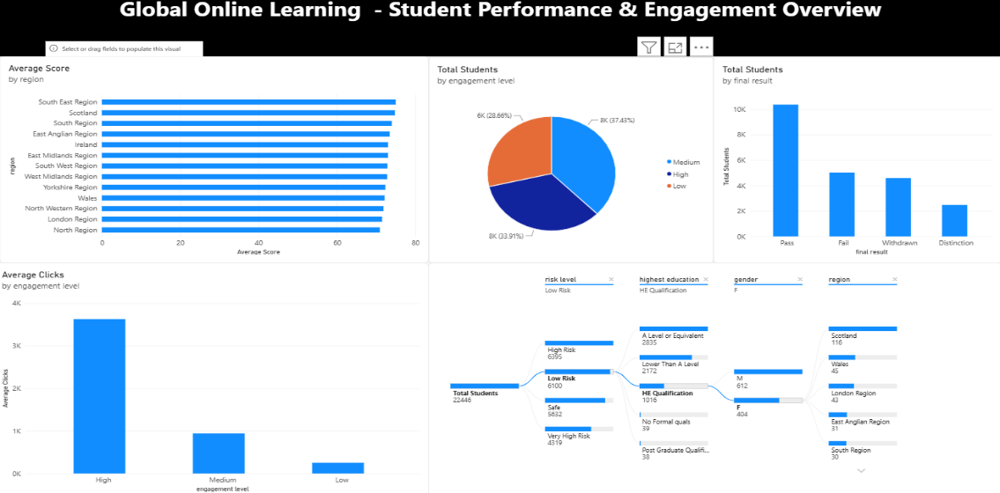 Global Online Learning - Student Performance & Engagement Overview
Select or drag fields to populate this visual
Average Score
by region
South East Region
Scotland
South Region
East Anglian Region
Ireland
East Midlands Region
South West Region
West Midlands Region
Yorkshire Region
Wales
North Western Region
London Region
North Region
region
0 20 40 60 80
Average Score
Total Students
by engagement level
6K (28.66%)
8K (37.43%)
8K (33.91%)
Medium
High
Low
Total Students
by final result
10K
8K
6K
4K
2K
0K
Total Students
Pass Fail Withdrawn Distinction
final result
Average Clicks
by engagement level
4K
3K
2K
1K
0K
Average Clicks
High Medium Low
engagement level
risk level
Low Risk
highest education
HE Qualification
gender
F
region
Total Students
22446
High Risk
6395
Low Risk
6100
Safe
5632
Very High Risk
4319
A Level or Equivalent
2835
Lower Than A Level
2172
HE Qualification
1016
No Formal quals
39
Post Graduate Qualifi...
38
M
612
F
404
Scotland
116
Wales
45
London Region
43
East Anglian Region
31
South Region
30